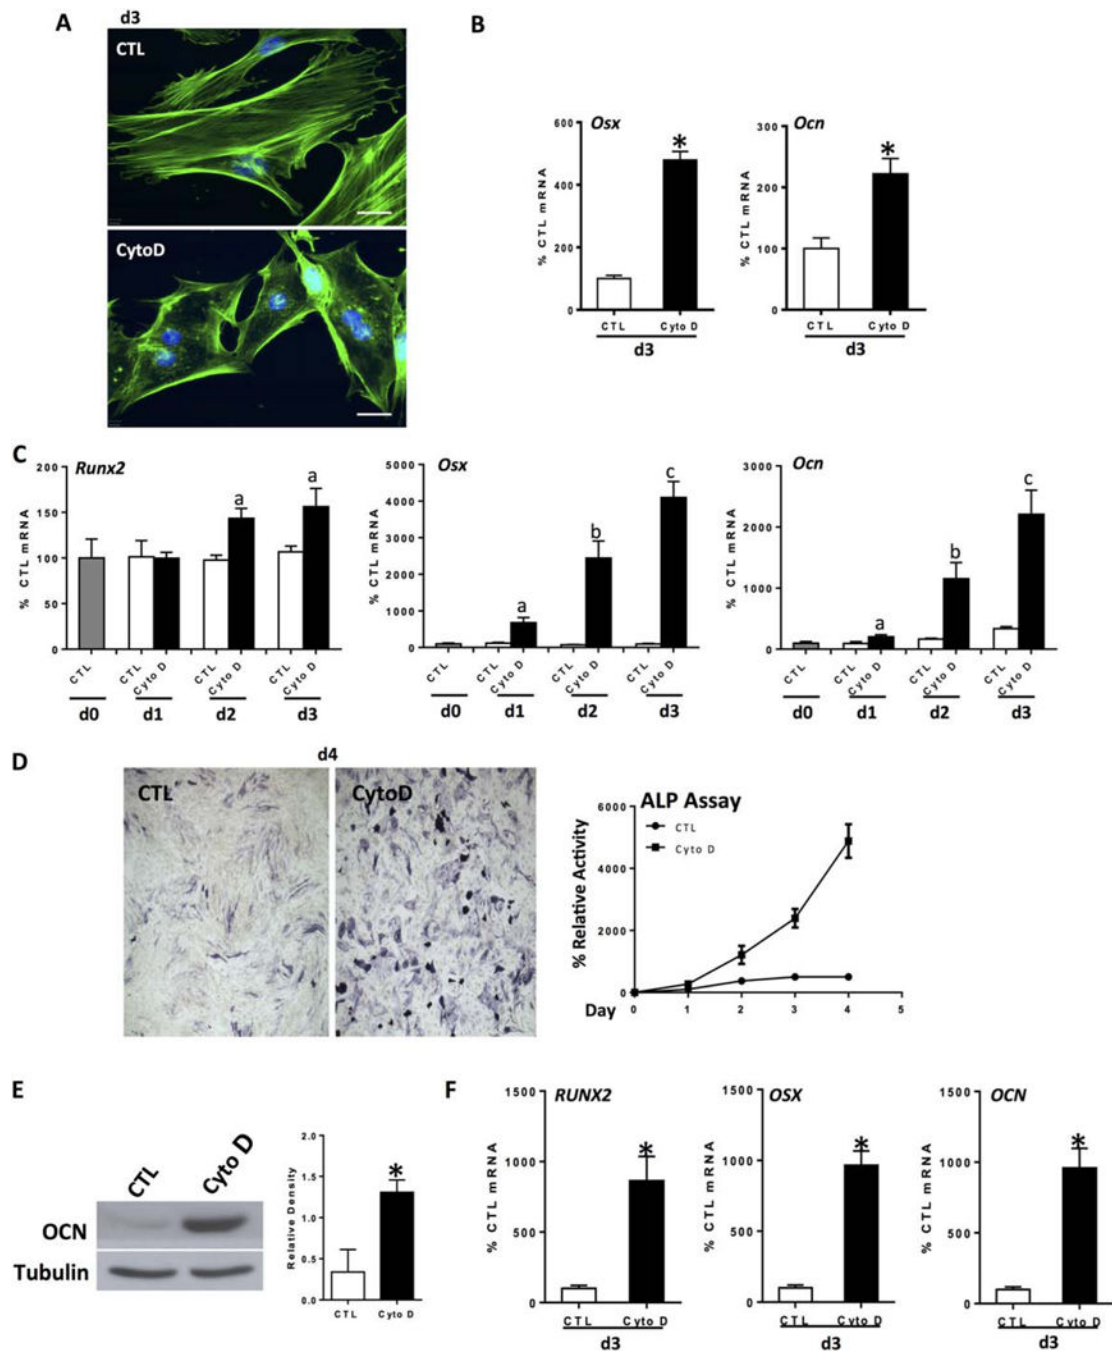 A
d3
CTL
CytoD
B
Osx
% CTL mRNA
600
400
200
0
CTL
Cyto D
d3
Ocn
% CTL mRNA
300
200
100
0
CTL
Cyto D
d3
C
Runx2
% CTL mRNA
200
150
100
50
0
a
a
CTL
CTL
Cyto D
CTL
Cyto D
CTL
Cyto D
d0
d1
d2
d3
Osx
% CTL mRNA
5000
4000
3000
2000
1000
0
a
b
c
CTL
CTL
Cyto D
CTL
Cyto D
CTL
Cyto D
d0
d1
d2
d3
Ocn
% CTL mRNA
3000
2000
1000
0
a
b
c
CTL
CTL
Cyto D
CTL
Cyto D
CTL
Cyto D
d0
d1
d2
d3
D
d4
CTL
CytoD
ALP Assay
CTL
Cyto D
% Relative Activity
6000
4000
2000
0
Day
0
1
2
3
4
5
E
CTL
Cyto D
OCN
Tubulin
Relative Density
2.0
1.5
1.0
0.5
0.0
*
CTL
Cyto D
F
RUNX2
% CTL mRNA
1500
1000
500
0
*
CTL
Cyto D
d3
OSX
% CTL mRNA
1500
1000
500
0
*
CTL
Cyto D
d3
OCN
% CTL mRNA
1500
1000
500
0
*
CTL
Cyto D
d3